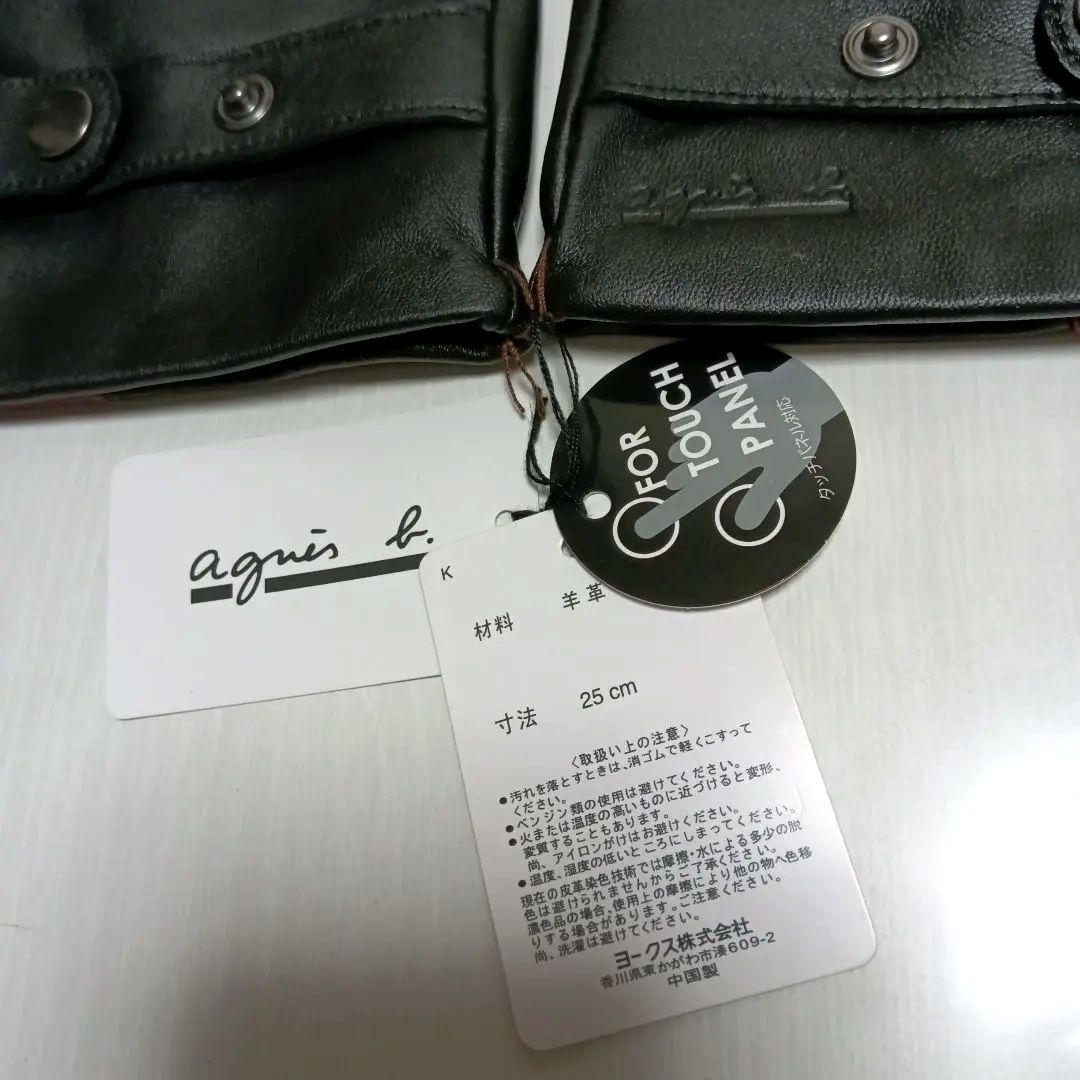 agnès b.
FOR
TOUCH
PANEL
タッチパネル対応
agnès b.
K
材料 羊革
寸法 25 cm
〈取扱い上の注意〉
●汚れを落とすときは、消ゴムで軽くこすって
ください。
●ベンジン類の使用は避けてください。
●火または温度の高いものに近づけると変形、
変質することもあります。
尚、アイロンがけはお避けください。
●温度、湿度の低いところにしまってください。
現在の皮革染色技術では摩擦・水による多少の脱
色は避けられませんからご了承ください。
濃色品の場合、使用上の摩擦により他の物へ色移
りする場合があります。ご注意ください。
尚、洗濯は避けてください。
ヨークス株式会社
香川県東かがわ市湊609-2
中国製